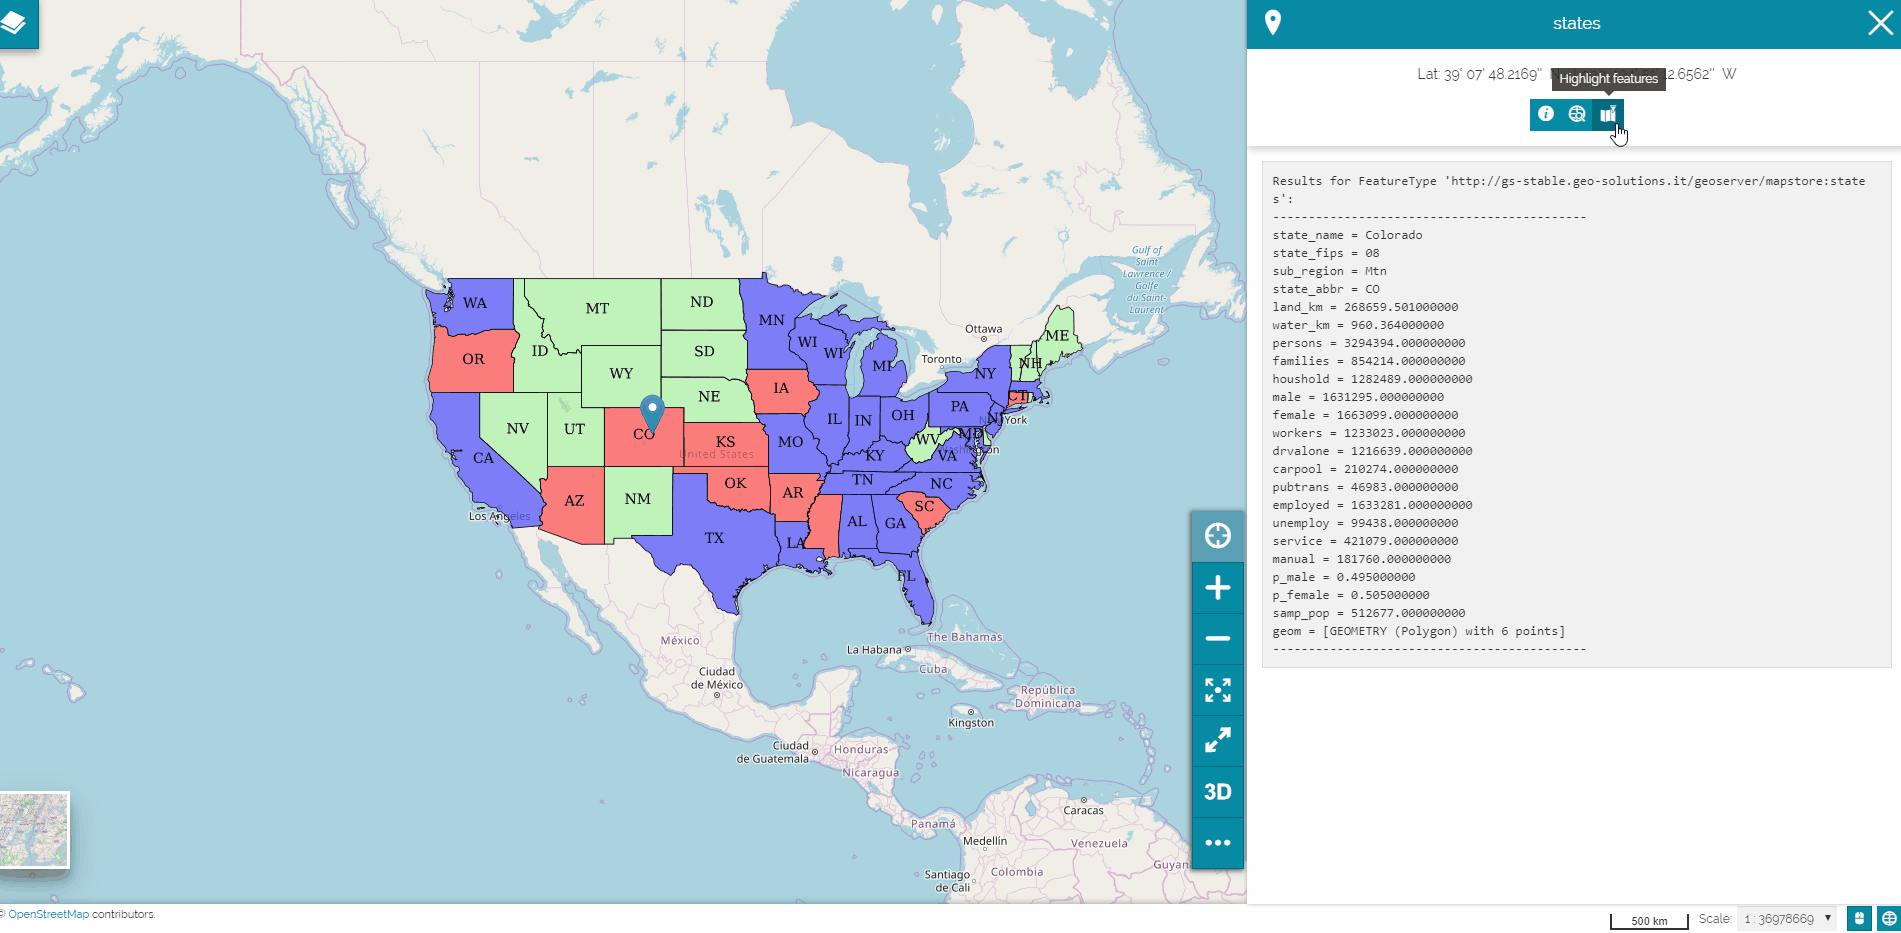 states
Lat: 39° 07' 48.2169'' N
2.6562'' W
Highlight features
Results for FeatureType 'http://gs-stable.geo-solutions.it/geoserver/mapstore:state
s':
--------------------------------------------
state_name = Colorado
state_fips = 08
sub_region = Mtn
state_abbr = CO
land_km = 268659.501000000
water_km = 960.364000000
persons = 3294394.000000000
families = 854214.000000000
houshold = 1282489.000000000
male = 1631295.000000000
female = 1663099.000000000
workers = 1233023.000000000
drvalone = 1216639.000000000
carpool = 210274.000000000
pubtrans = 46983.000000000
employed = 1633281.000000000
unemploy = 99438.000000000
service = 421079.000000000
manual = 181760.000000000
p_male = 0.495000000
p_female = 0.505000000
samp_pop = 512677.000000000
geom = [GEOMETRY (Polygon) with 6 points]
--------------------------------------------
Gulf of
Saint
Lawrence /
Golfe
du Saint-
Laurent
WA
MT
ND
MN
OR
ID
SD
WI
WI
MI
Ottawa
Toronto
ME
NH
WY
NE
IA
NY
CT
NV
UT
CO
KS
United States
MO
IL
IN
OH
PA
NJ
York
WV
MD
VA
KY
CA
AZ
NM
OK
AR
TN
NC
SC
Los Angeles
TX
LA
AL
GA
FL
México
Ciudad
de México
La Habana
The Bahamas
Cuba
República
Dominicana
Kingston
Ciudad
de Guatemala
Honduras
Nicaragua
Caracas
Panamá
Medellín
Venezuela
Guyan
Santiago
de Cali
Colombia
3D
© OpenStreetMap contributors.
500 km
Scale:
1 : 36978669